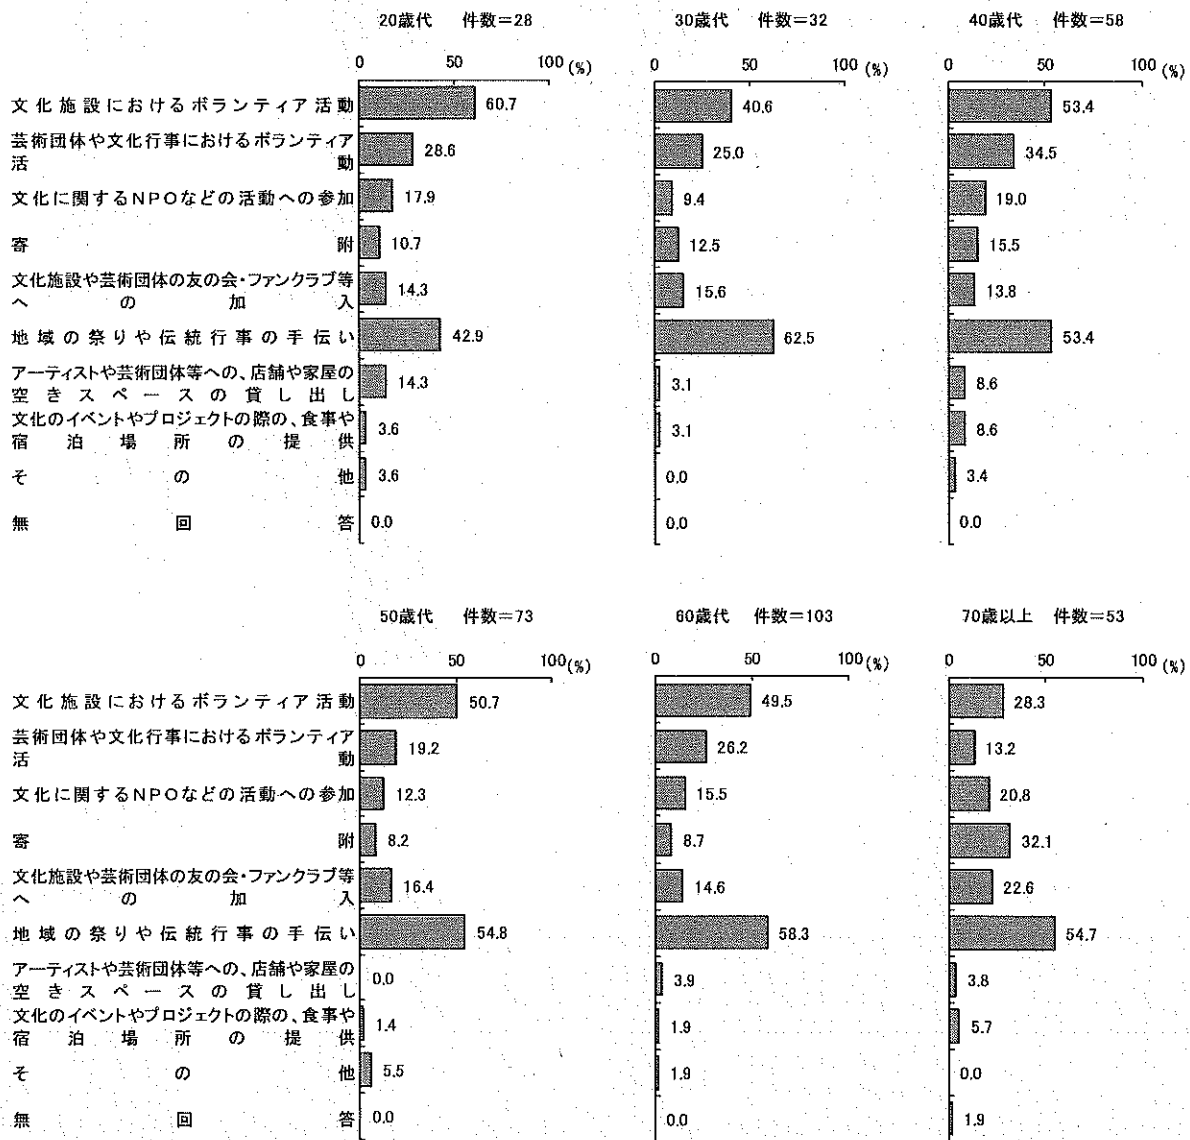 20歳代 件数=28 30歳代 件数=32 40歳代 件数=58
0 50 100 (%) 0 50 100 (%) 0 50 100 (%)
文化施設におけるボランティア活動 60.7 40.6 53.4
芸術団体や文化行事におけるボランティア
活動 28.6 25.0 34.5
文化に関するNPOなどの活動への参加 17.9 9.4 19.0
寄附 10.7 12.5 15.5
文化施設や芸術団体の友の会・ファンクラブ等
への加入 14.3 15.6 13.8
地域の祭りや伝統行事の手伝い 42.9 62.5 53.4
アーティストや芸術団体等への、店舗や家屋の
空きスペースの貸し出し 14.3 3.1 8.6
文化のイベントやプロジェクトの際の、食事や
宿泊場所の提供 3.6 3.1 8.6
その他 3.6 0.0 3.4
無回答 0.0 0.0 0.0
50歳代 件数=73 60歳代 件数=103 70歳以上 件数=53
0 50 100 (%) 0 50 100 (%) 0 50 100 (%)
文化施設におけるボランティア活動 50.7 49.5 28.3
芸術団体や文化行事におけるボランティア
活動 19.2 26.2 13.2
文化に関するNPOなどの活動への参加 12.3 15.5 20.8
寄附 8.2 8.7 32.1
文化施設や芸術団体の友の会・ファンクラブ等
への加入 16.4 14.6 22.6
地域の祭りや伝統行事の手伝い 54.8 58.3 54.7
アーティストや芸術団体等への、店舗や家屋の
空きスペースの貸し出し 0.0 3.9 3.8
文化のイベントやプロジェクトの際の、食事や
宿泊場所の提供 1.4 1.9 5.7
その他 5.5 1.9 0.0
無回答 0.0 0.0 1.9